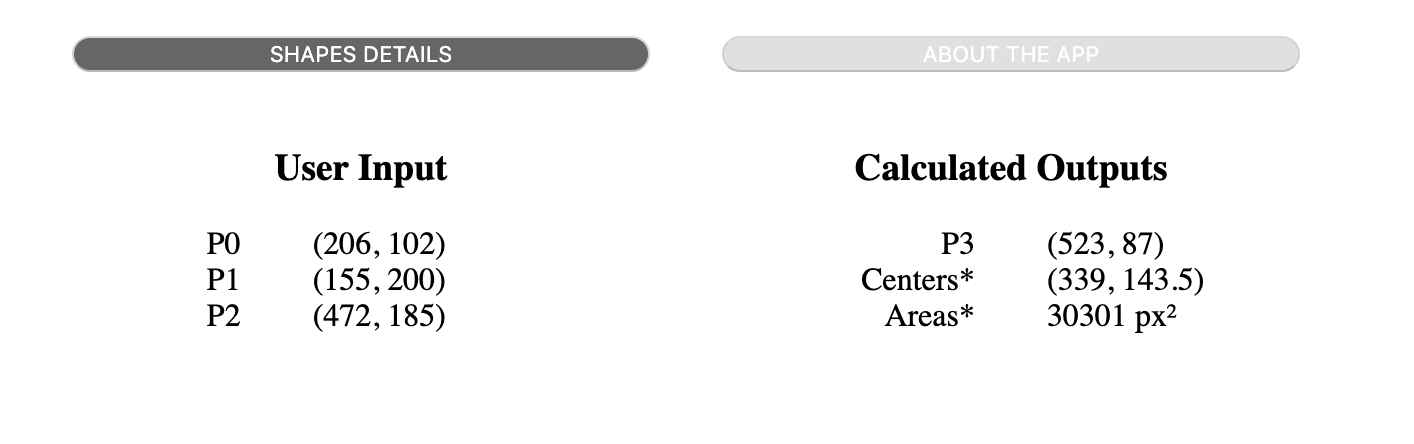 SHAPES DETAILS
ABOUT THE APP
User Input
P0 (206, 102)
P1 (155, 200)
P2 (472, 185)
Calculated Outputs
P3 (523, 87)
Centers* (339, 143.5)
Areas* 30301 px²